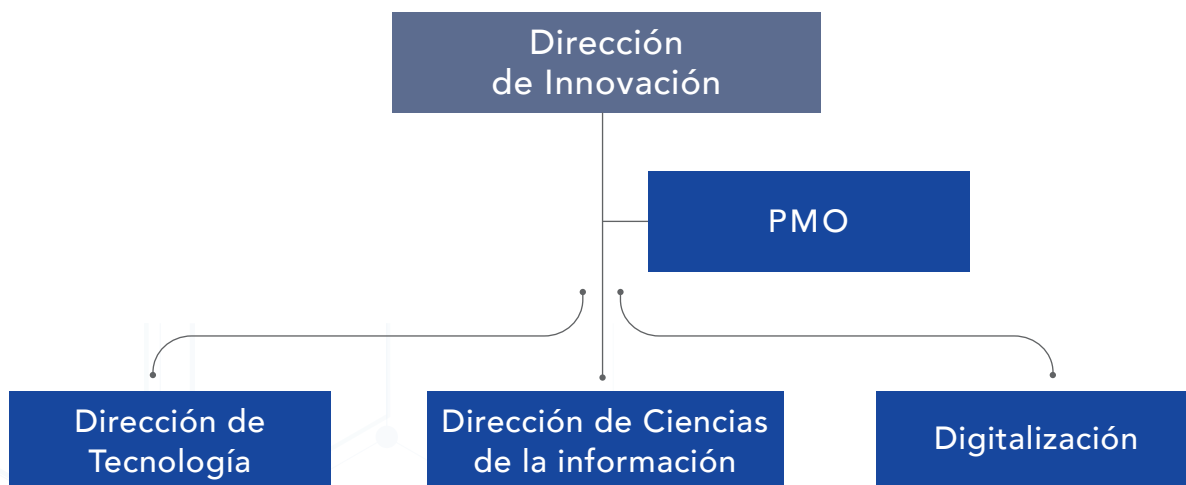 Dirección
de Innovación
PMO
Dirección de
Tecnología
Dirección de Ciencias
de la información
Digitalización